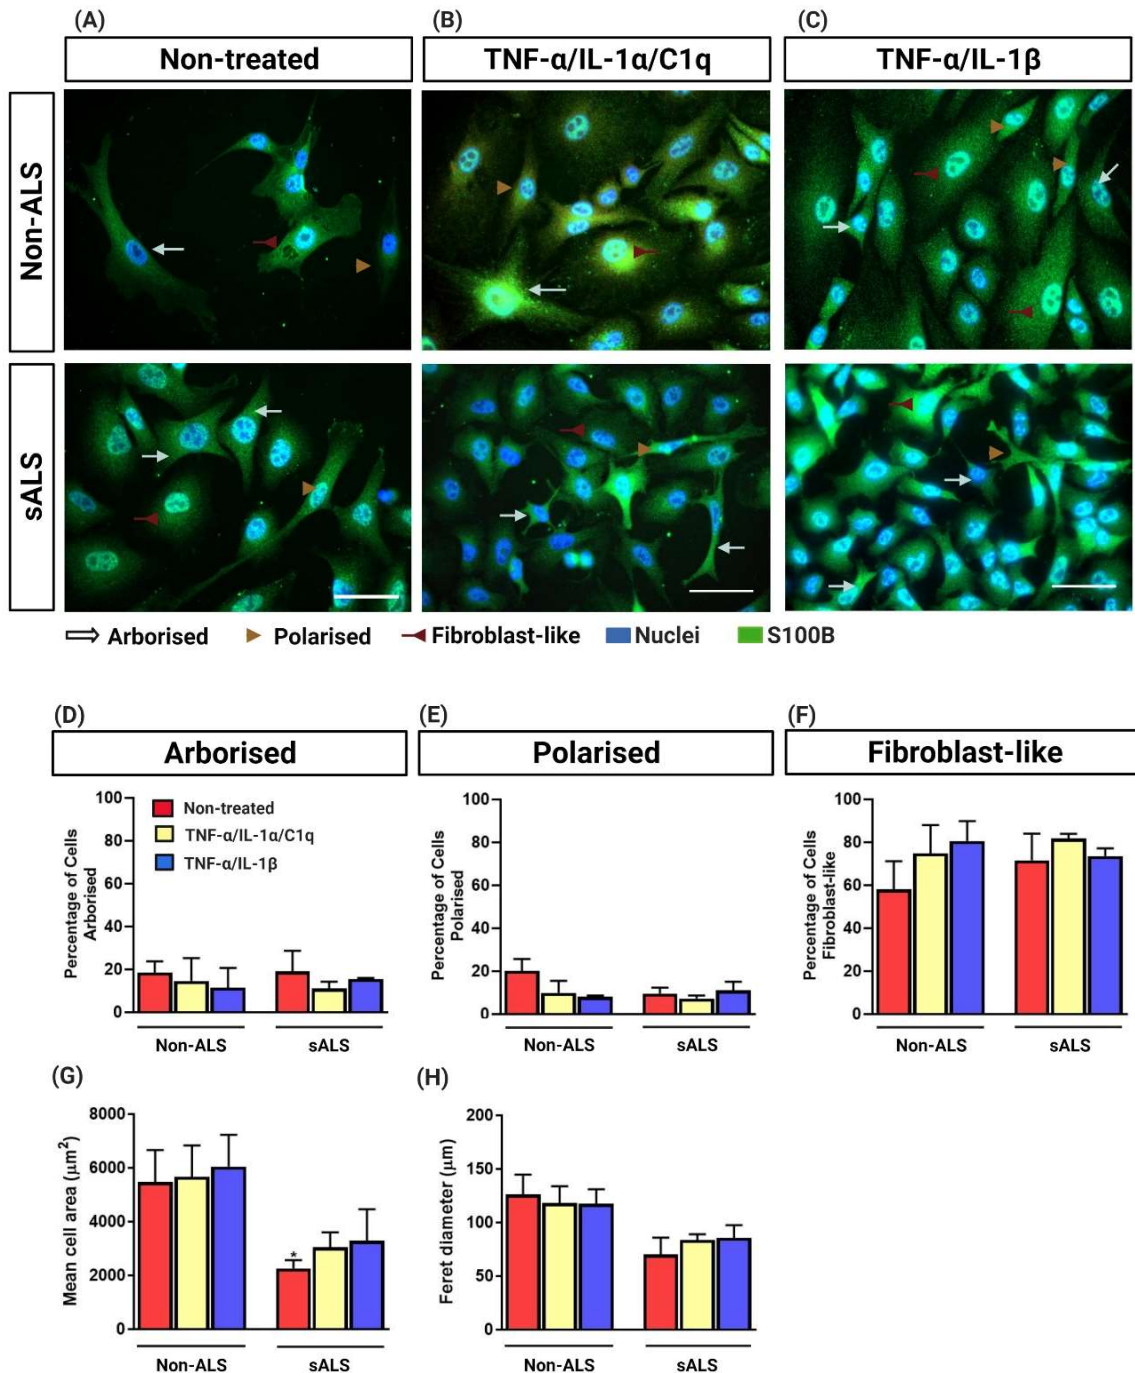 (A)
(B)
(C)
Non-treated
TNF-α/IL-1α/C1q
TNF-α/IL-1β
Non-ALS
sALS
Arborised
Polarised
Fibroblast-like
Nuclei
S100B
(D)
(E)
(F)
Arborised
Polarised
Fibroblast-like
Percentage of Cells
Arborised
100
80
60
40
20
0
Non-treated
TNF-α/IL-1α/C1q
TNF-α/IL-1β
Non-ALS
sALS
Percentage of Cells
Polarised
100
80
60
40
20
0
Non-ALS
sALS
Percentage of Cells
Fibroblast-like
100
80
60
40
20
0
Non-ALS
sALS
(G)
(H)
Mean cell area (μm²)
8000
6000
4000
2000
0
*
Non-ALS
sALS
Feret diameter (μm)
200
150
100
50
0
Non-ALS
sALS